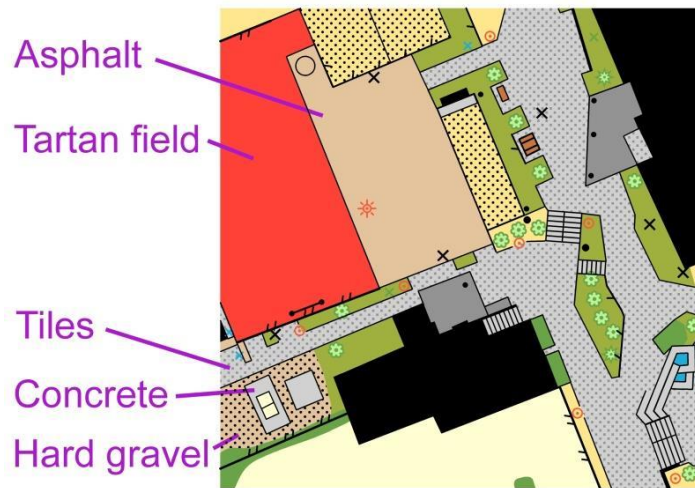 Asphalt
Tartan field
Tiles
Concrete
Hard gravel